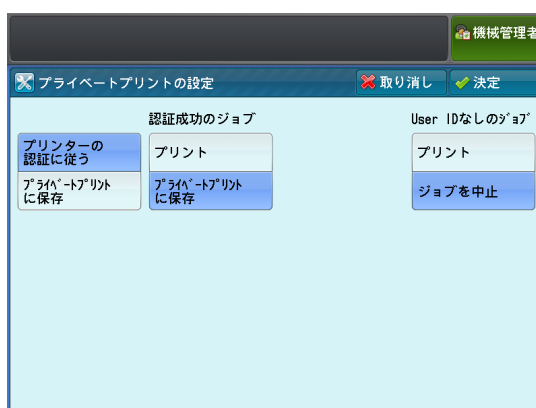 機械管理者
プライベートプリントの設定
取り消し
決定
認証成功のジョブ
User IDなしのジョブ
プリンターの
認証に従う
プリント
プリント
プライベートプリント
に保存
プライベートプリント
に保存
ジョブを中止